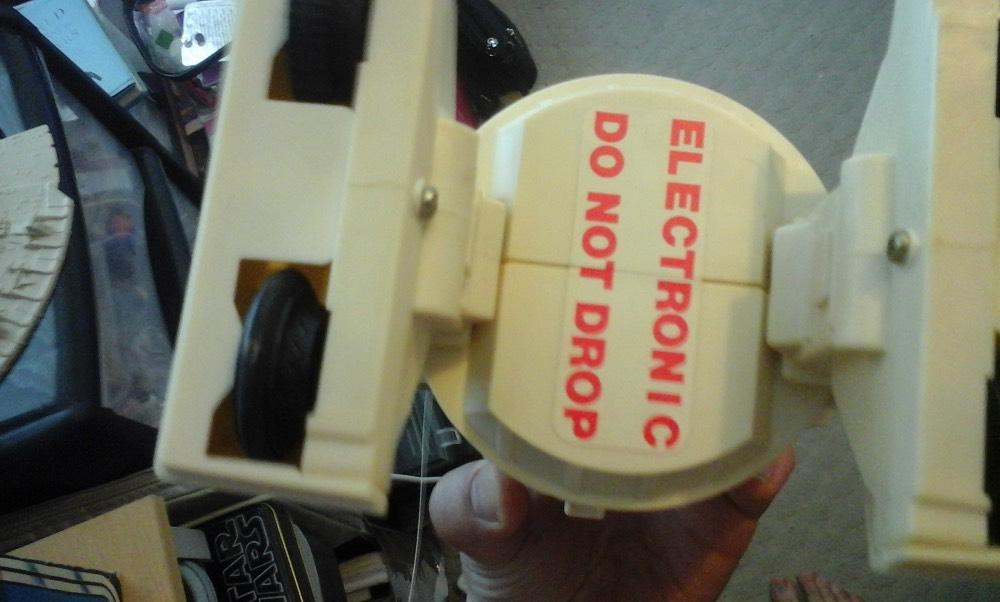 ELECTRONIC
DO NOT DROP
STAR
WARS